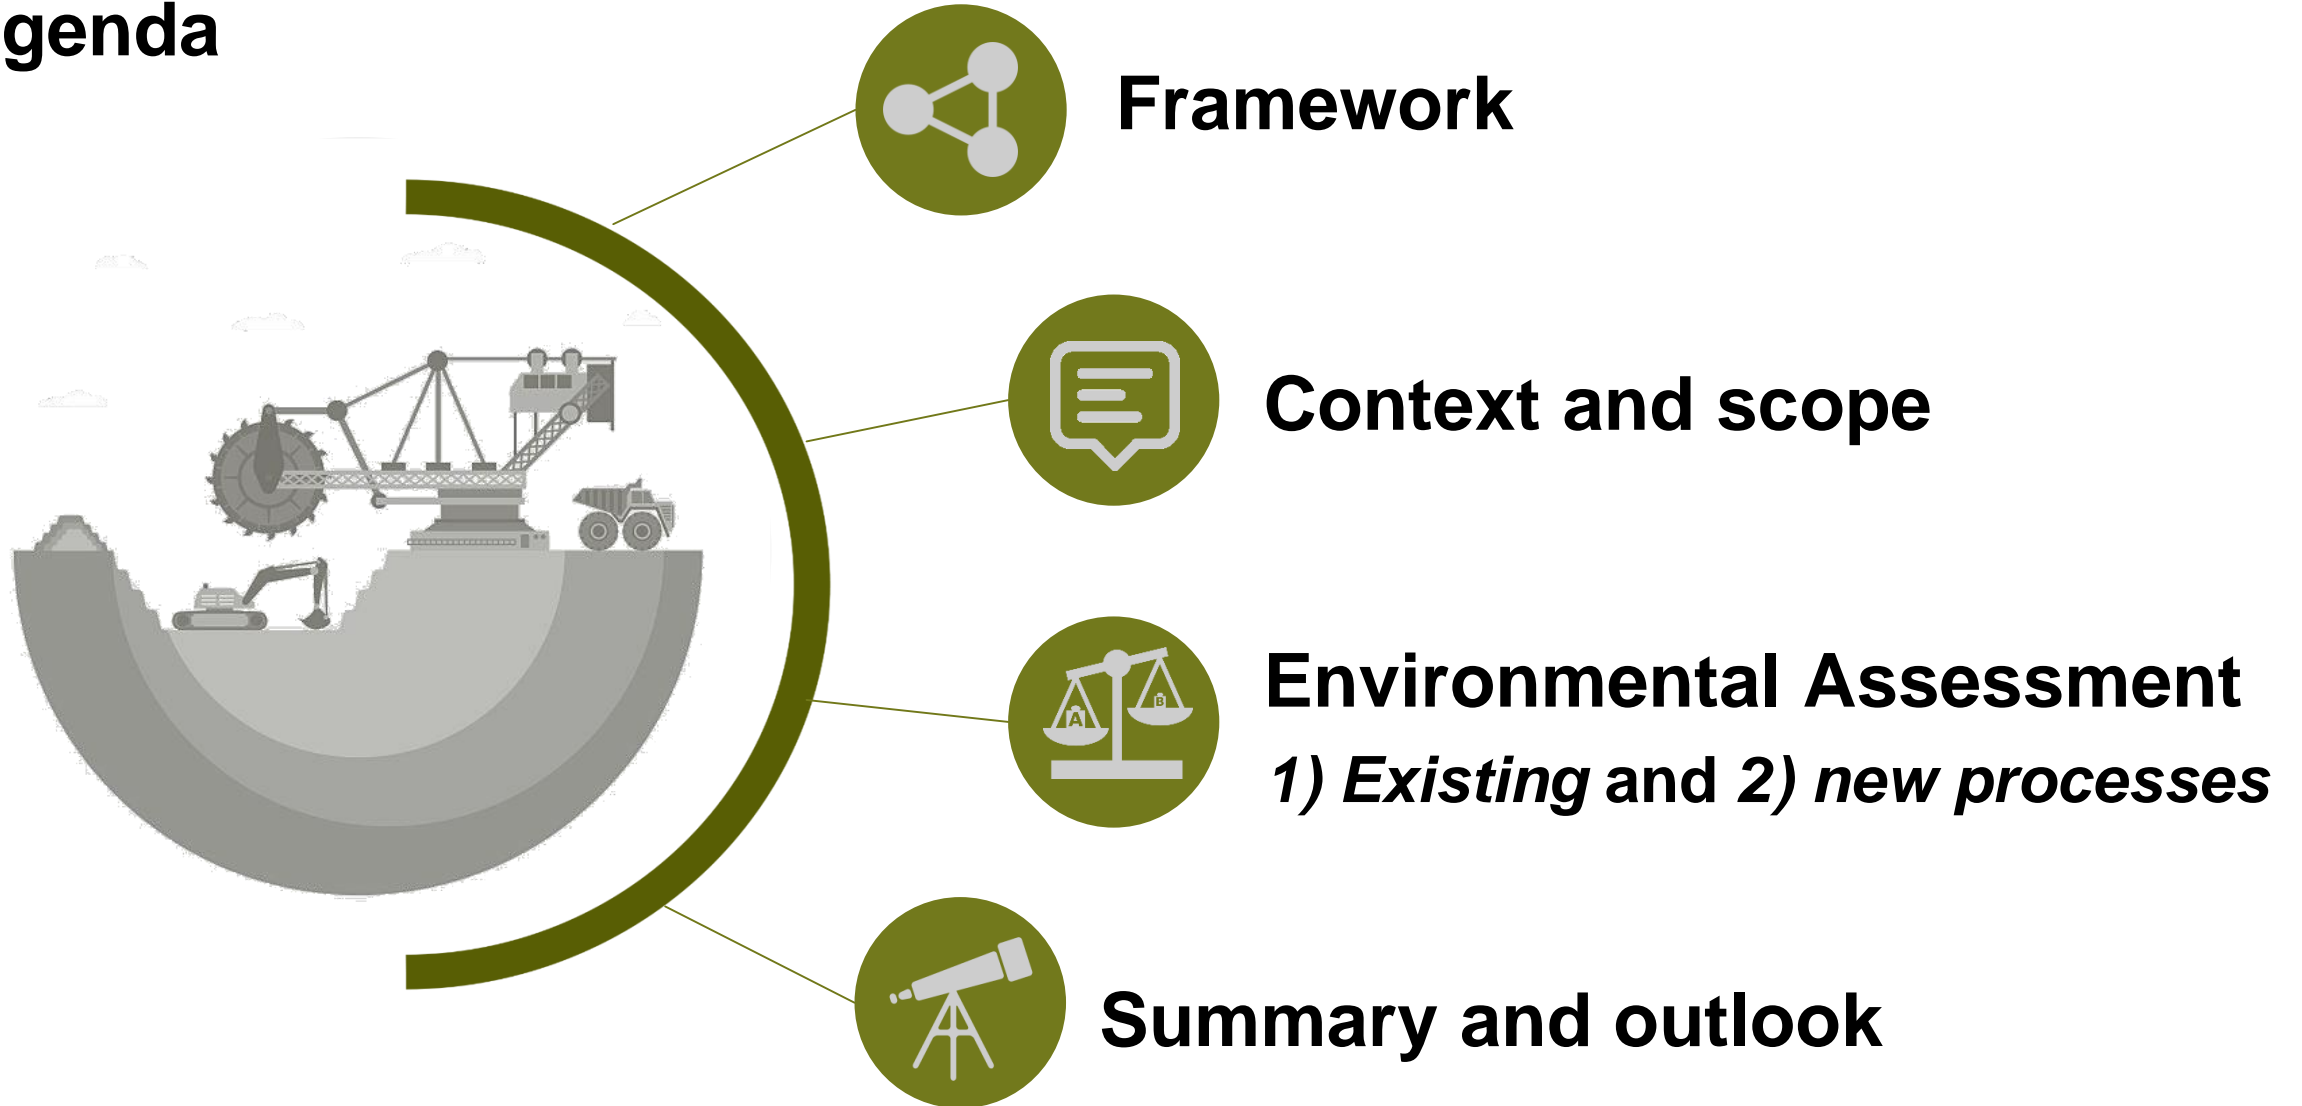 genda
Framework
Context and scope
Environmental Assessment
1) Existing and 2) new processes
A
B
Summary and outlook